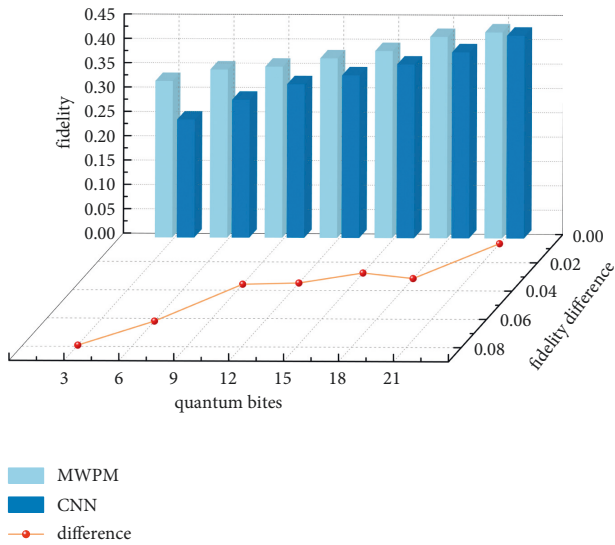 0.45
0.40
0.35
0.30
0.25
0.20
0.15
0.10
0.05
0.00
fidelity
0.00
0.02
0.04
0.06
0.08
fidelity difference
3 6 9 12 15 18 21
quantum bites
MWPM
CNN
difference